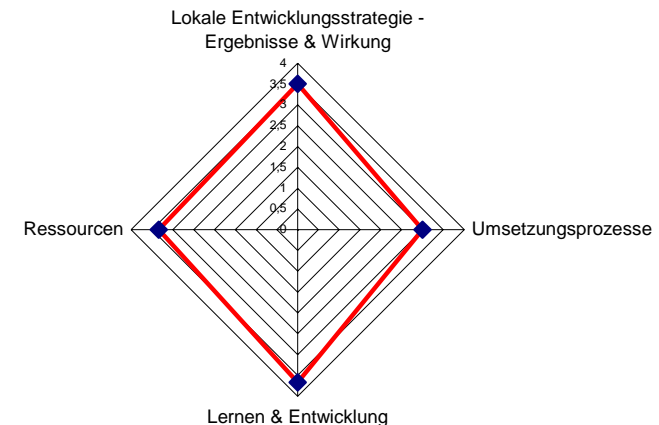 Lokale Entwicklungsstrategie -
Ergebnisse & Wirkung
4
3,5
3
2,5
2
1,5
1
0,5
0
Ressourcen
Umsetzungsprozesse
Lernen & Entwicklung